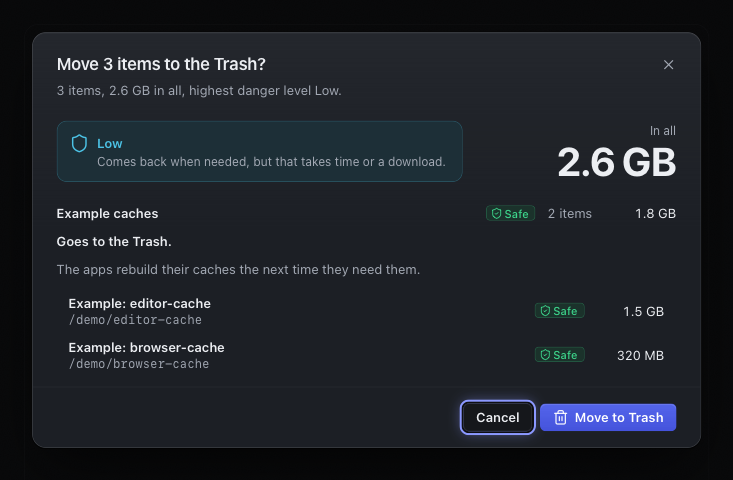 Move 3 items to the Trash?
3 items, 2.6 GB in all, highest danger level Low.
Low
Comes back when needed, but that takes time or a download.
In all
2.6 GB
Example caches Safe 2 items 1.8 GB
Goes to the Trash.
The apps rebuild their caches the next time they need them.
Example: editor-cache Safe 1.5 GB
/demo/editor-cache
Example: browser-cache Safe 320 MB
/demo/browser-cache
Cancel Move to Trash